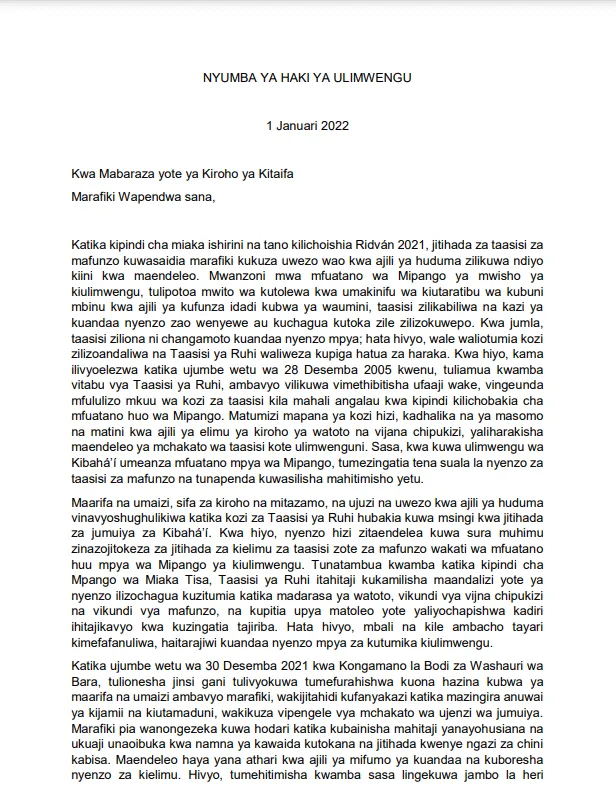 NYUMBA YA HAKI YA ULIMWENGU
1 Januari 2022
Kwa Mabaraza yote ya Kiroho ya Kitaifa
Marafiki Wapendwa sana,
Katika kipindi cha miaka ishirini na tano kilichoishia Ridván 2021, jitihada za taasisi za
mafunzo kuwasaidia marafiki kukuza uwezo wao kwa ajili ya huduma zilikuwa ndiyo
kiini kwa maendeleo. Mwanzoni mwa mfuatano wa Mipango ya mwisho ya
kiulimwengu, tulipotoa mwito wa kutolewa kwa umakinifu wa kiutaratibu wa kubuni
mbinu kwa ajili ya kufunza idadi kubwa ya waumini, taasisi zilikabiliwa na kazi ya
kuandaa nyenzo zao wenyewe au kuchagua kutoka zile zilizokuwepo. Kwa jumla,
taasisi ziliona ni changamoto kuandaa nyenzo mpya; hata hivyo, wale waliotumia kozi
zilizoandaliwa na Taasisi ya Ruhi waliweza kupiga hatua za haraka. Kwa hiyo, kama
ilivyoelezwa katika ujumbe wetu wa 28 Desemba 2005 kwenu, tuliamua kwamba
vitabu vya Taasisi ya Ruhi, ambavyo vilikuwa vimethibitisha ufaaji wake, vingeunda
mfululizo mkuu wa kozi za taasisi kila mahali angalau kwa kipindi kilichobakia cha
mfuatano huo wa Mipango. Matumizi mapana ya kozi hizi, kadhalika na ya masomo
na matini kwa ajili ya elimu ya kiroho ya watoto na vijana chipukizi, yaliharakisha
maendeleo ya mchakato wa taasisi kote ulimwenguni. Sasa, kwa kuwa ulimwengu wa
Kibahá’í umeanza mfuatano mpya wa Mipango, tumezingatia tena suala la nyenzo za
taasisi za mafunzo na tunapenda kuwasilisha mahitimisho yetu.
Maarifa na umaizi, sifa za kiroho na mitazamo, na ujuzi na uwezo kwa ajili ya huduma
vinavyoshughulikiwa katika kozi za Taasisi ya Ruhi hubakia kuwa msingi kwa jitihada
za jumuiya za Kibahá’í. Kwa hiyo, nyenzo hizi zitaendelea kuwa sura muhimu
zinazojitokeza za jitihada za kielimu za taasisi zote za mafunzo wakati wa mfuatano
huu mpya wa Mipango ya kiulimwengu. Tunatambua kwamba katika kipindi cha
Mpango wa Miaka Tisa, Taasisi ya Ruhi itahitaji kukamilisha maandalizi yote ya
nyenzo ilizochagua kuzitumia katika madarasa ya watoto, vikundi vya vijna chipukizi
na vikundi vya mafunzo, na kupitia upya matoleo yote yaliyochapishwa kadiri
ihitajikavyo kwa kuzingatia tajiriba. Hata hivyo, mbali na kile ambacho tayari
kimefafanuliwa, haitarajiwi kuandaa nyenzo mpya za kutumika kiulimwengu.
Katika ujumbe wetu wa 30 Desemba 2021 kwa Kongamano la Bodi za Washauri wa
Bara, tulionesha jinsi gani tulivyokuwa tumefurahishwa kuona hazina kubwa ya
maarifa na umaizi ambavyo marafiki, wakijitahidi kufanyakazi katika mazingira anuwai
ya kijamii na kiutamaduni, wakikuza vipengele vya mchakato wa ujenzi wa jumuiya.
Marafiki pia wanongezeka kuwa hodari katika kubainisha mahitaji yanayohusiana na
ukuaji unaoibuka kwa namna ya kawaida kutokana na jitihada kwenye ngazi za chini
kabisa. Maendeleo haya yana athari kwa ajili ya mifumo ya kuandaa na kuboresha
nyenzo za kielimu. Hivyo, tumehitimisha kwamba sasa lingekuwa jambo la heri